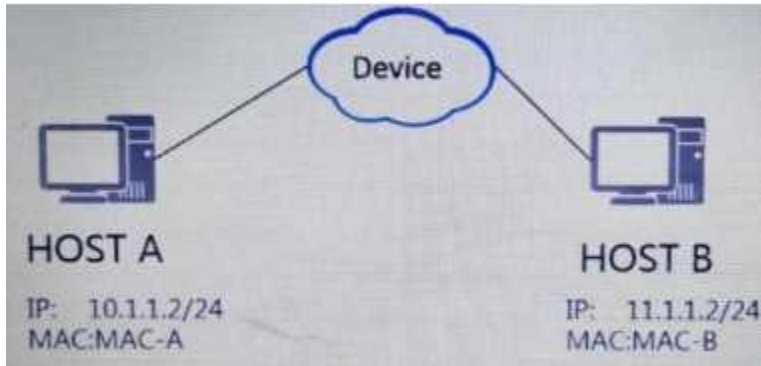 Device
HOST A
IP: 10.1.1.2/24
MAC:MAC-A
HOST B
IP: 11.1.1.2/24
MAC:MAC-B